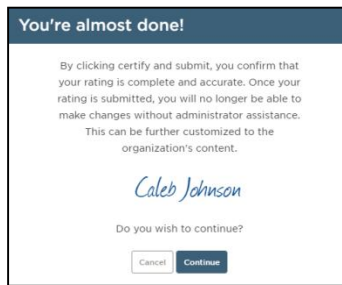 You're almost done!
By clicking certify and submit, you confirm that
your rating is complete and accurate. Once your
rating is submitted, you will no longer be able to
make changes without administrator assistance.
This can be further customized to the
organization's content.
Caleb Johnson
Do you wish to continue?
Cancel Continue